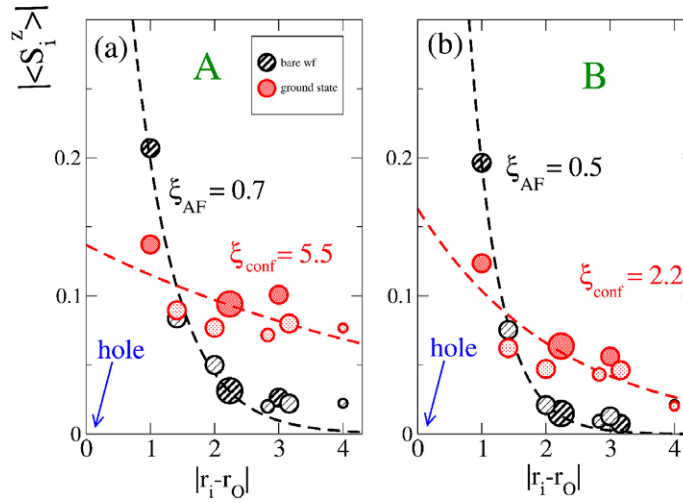 |<S_i^z>|
(a)
A
bare wf
ground state
(b)
B
0.2
0.1
0
ξ_AF = 0.7
ξ_conf = 5.5
hole
ξ_AF = 0.5
ξ_conf = 2.2
hole
0 1 2 3 4
0 1 2 3 4
|r_i-r_O|
|r_i-r_O|